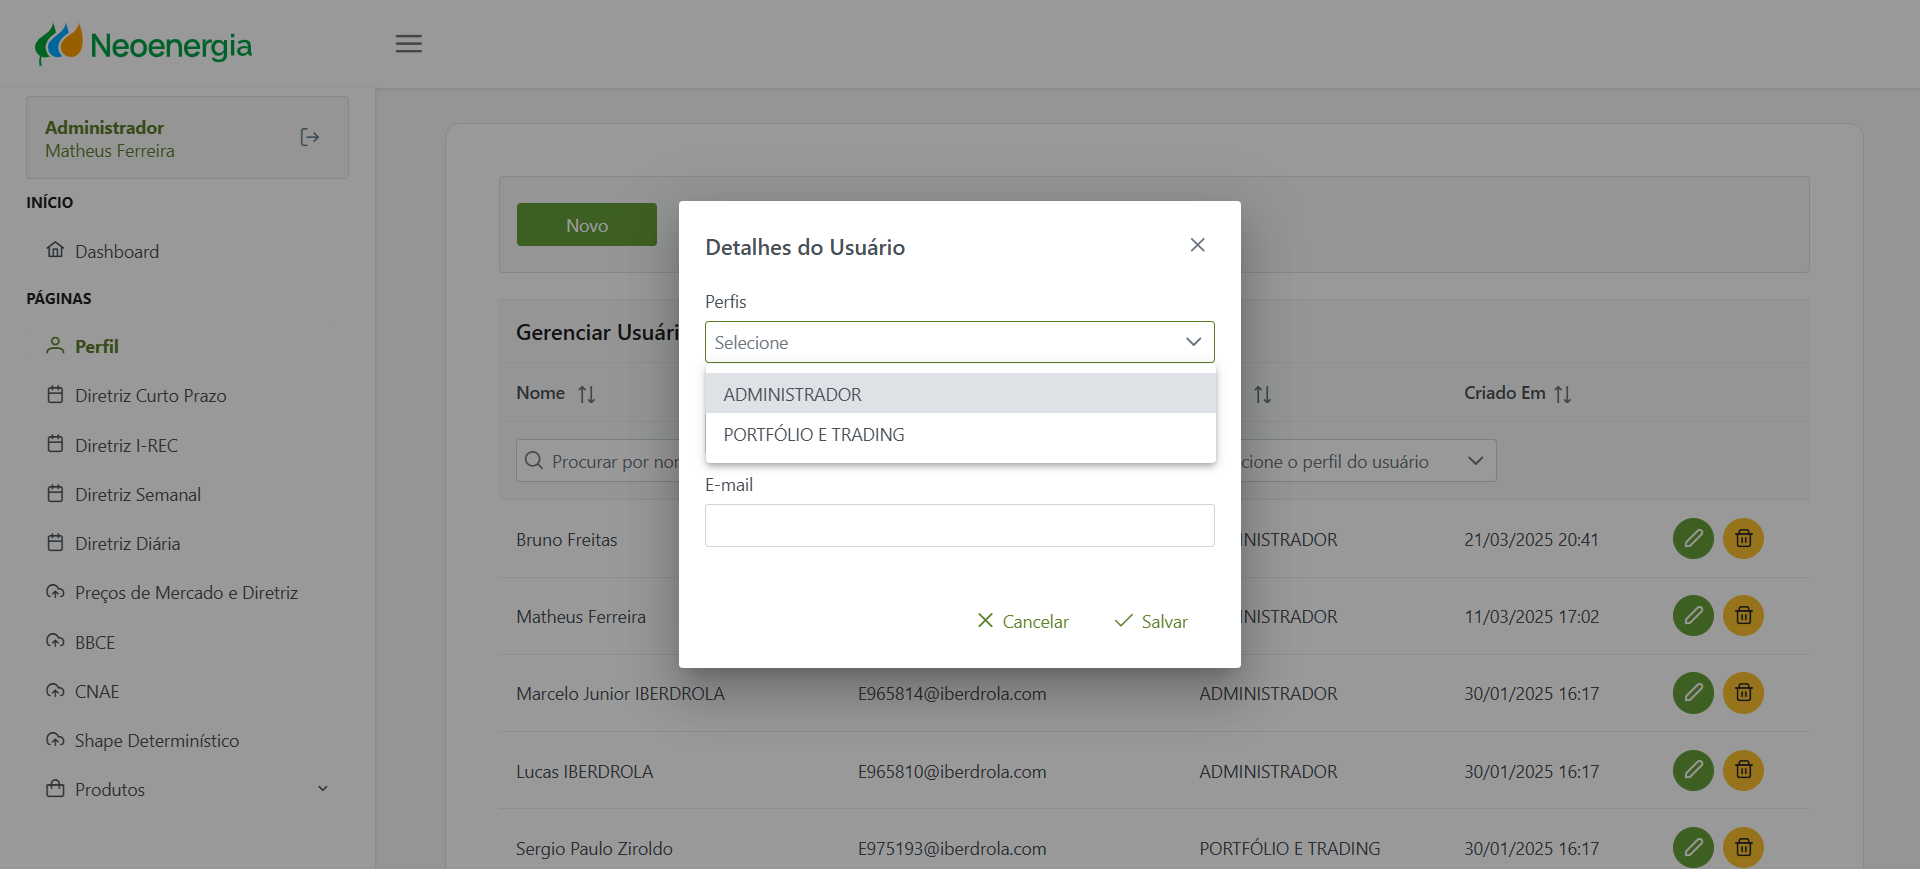 Neoenergia
Administrador
Matheus Ferreira
INÍCIO
Dashboard
PÁGINAS
Perfil
Diretriz Curto Prazo
Diretriz I-REC
Diretriz Semanal
Diretriz Diária
Preços de Mercado e Diretriz
BBCE
CNAE
Shape Determinístico
Produtos
Novo
Gerenciar
Nome
Criado Em
Procurar por
o perfil do usuário
Bruno Freitas
21/03/2025 20:41
Matheus Ferreira
11/03/2025 17:02
Marcelo Junior IBERDROLA E965814@iberdrola.com ADMINISTRADOR 30/01/2025 16:17
Lucas IBERDROLA E965810@iberdrola.com ADMINISTRADOR 30/01/2025 16:17
Sergio Paulo Ziroldo E975193@iberdrola.com PORTFÓLIO E TRADING 30/01/2025 16:17
Detalhes do Usuário
Perfis
Selecione
ADMINISTRADOR
PORTFÓLIO E TRADING
E-mail
Cancelar
Salvar